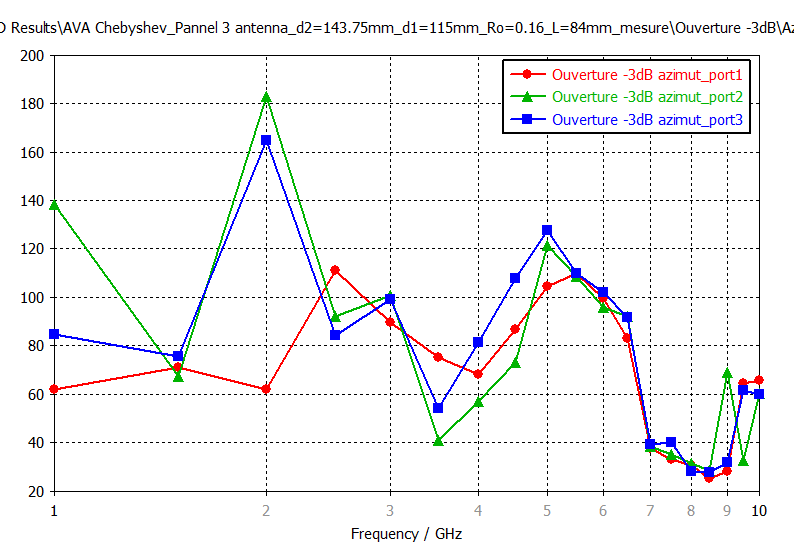 D Results\AVA Chebyshev_Pannel 3 antenna_d2=143.75mm_d1=115mm_Ro=0.16_L=84mm_mesure\Ouverture -3dB\Az
200
Ouverture -3dB azimut_port1
180
Ouverture -3dB azimut_port2
Ouverture -3dB azimut_port3
160
140
120
100
80
60
40
20
1 2 3 4 5 6 7 8 9 10
Frequency / GHz